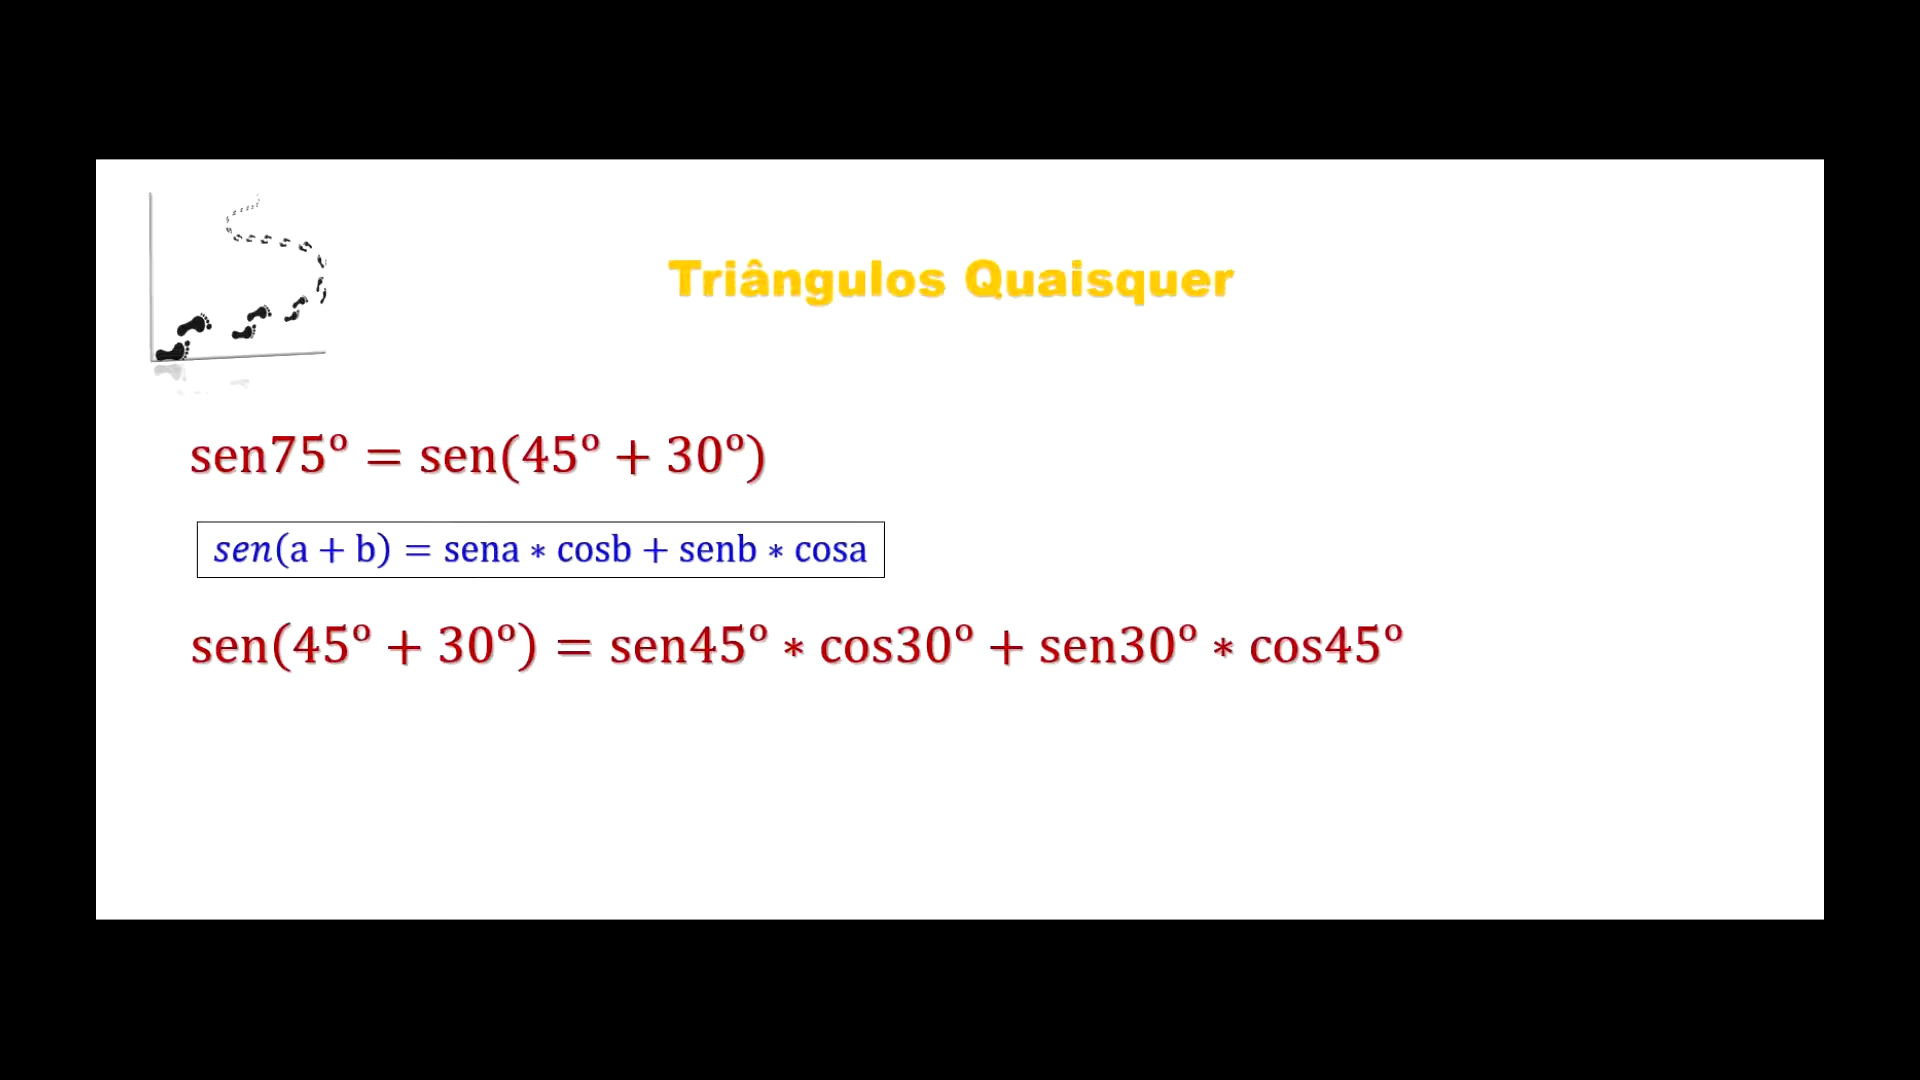 Triângulos Quaisquer
sen75º = sen(45º + 30º)
sen(a + b) = sena ∗ cosb + senb ∗ cosa
sen(45º + 30º) = sen45º ∗ cos30º + sen30º ∗ cos45º